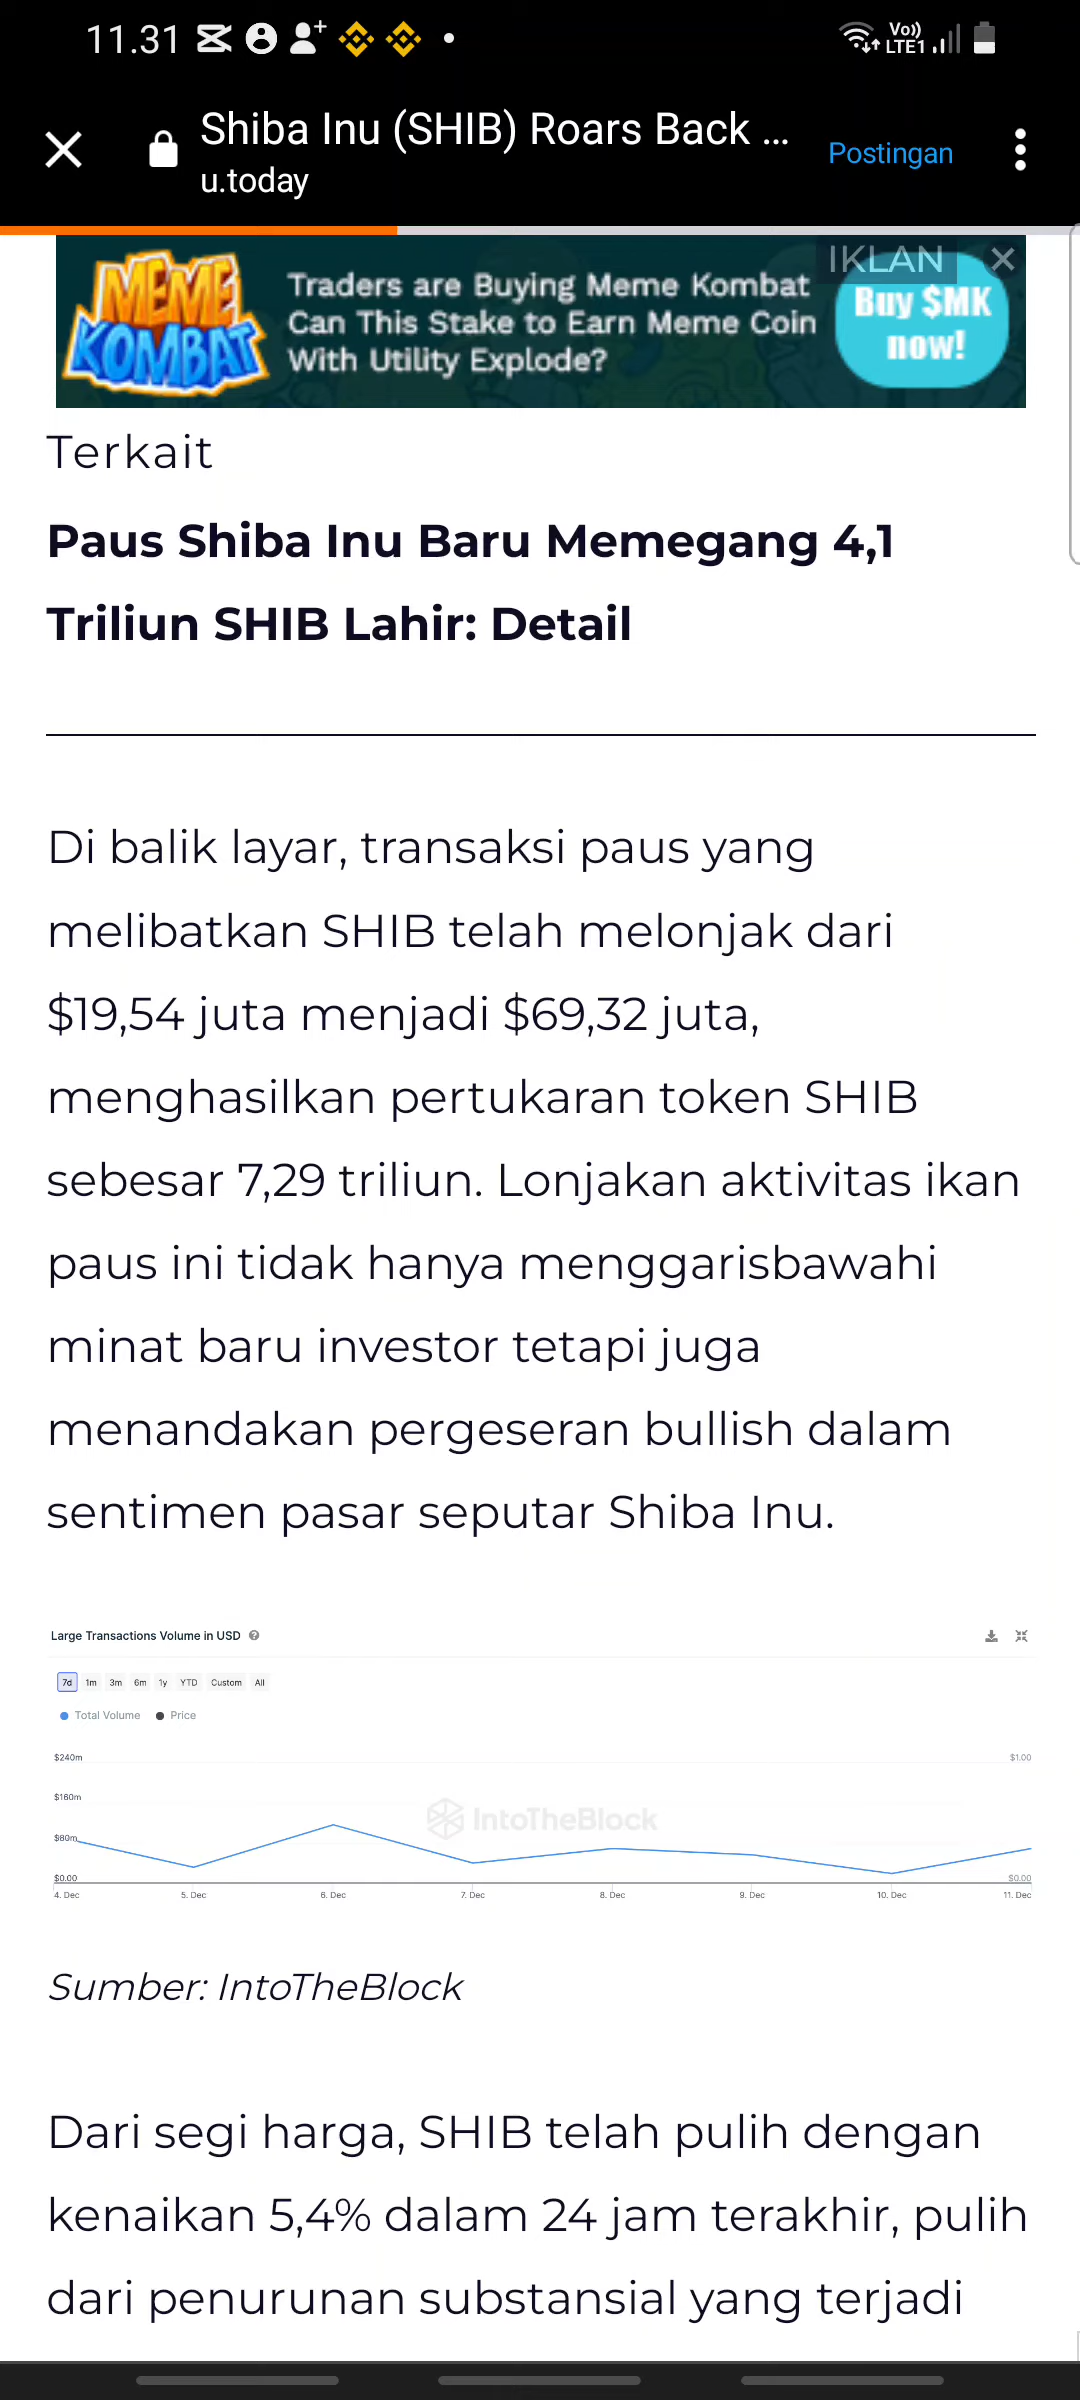 11.31
Vo))
LTE1
Shiba Inu (SHIB) Roars Back ...
u.today
Postingan
IKLAN
MEME
KOMBAT
Traders are Buying Meme Kombat
Can This Stake to Earn Meme Coin
With Utility Explode?
Buy $MK
now!
Terkait
Paus Shiba Inu Baru Memegang 4,1
Triliun SHIB Lahir: Detail
Di balik layar, transaksi paus yang
melibatkan SHIB telah melonjak dari
$19,54 juta menjadi $69,32 juta,
menghasilkan pertukaran token SHIB
sebesar 7,29 triliun. Lonjakan aktivitas ikan
paus ini tidak hanya menggarisbawahi
minat baru investor tetapi juga
menandakan pergeseran bullish dalam
sentimen pasar seputar Shiba Inu.
Large Transactions Volume in USD
7d 1m 3m 6m 1y YTD Custom All
Total Volume Price
$240m $1.00
$160m
IntoTheBlock
$80m
$0.00 $0.00
4. Dec 5. Dec 6. Dec 7. Dec 8. Dec 9. Dec 10. Dec 11. Dec
Sumber: IntoTheBlock
Dari segi harga, SHIB telah pulih dengan
kenaikan 5,4% dalam 24 jam terakhir, pulih
dari penurunan substansial yang terjadi